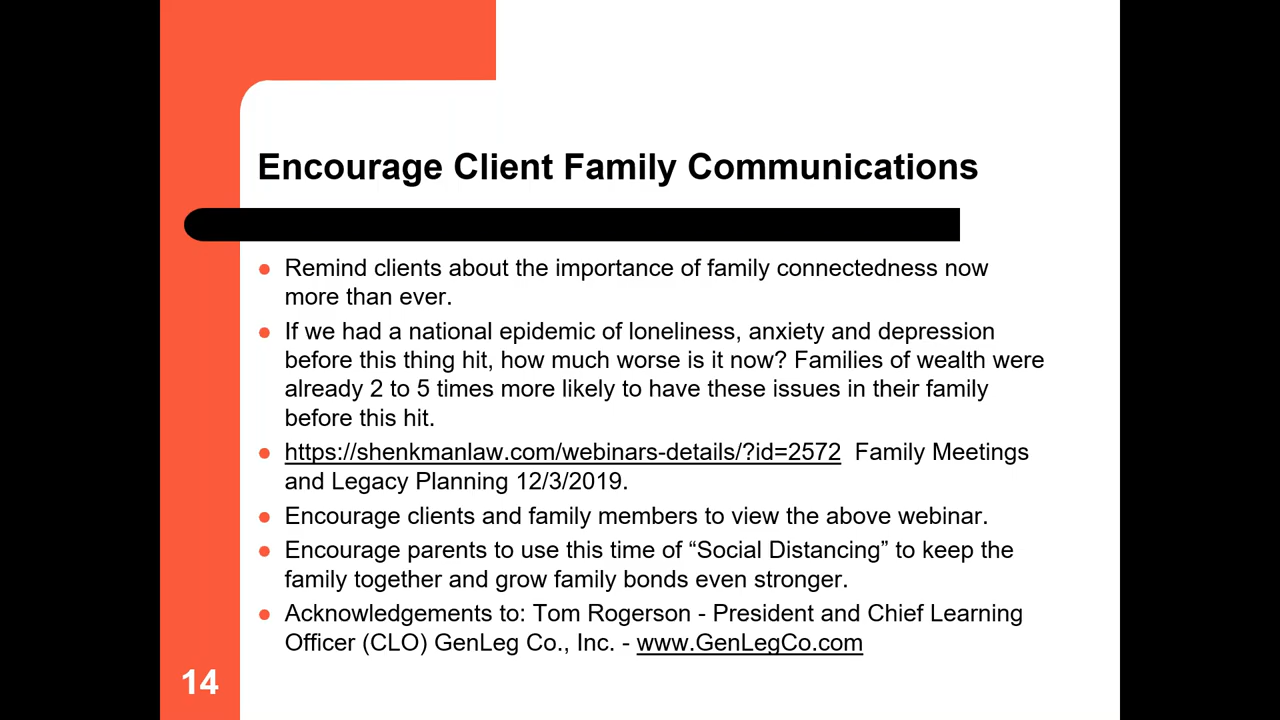 Encourage Client Family Communications
Remind clients about the importance of family connectedness now
more than ever.
If we had a national epidemic of loneliness, anxiety and depression
before this thing hit, how much worse is it now? Families of wealth were
already 2 to 5 times more likely to have these issues in their family
before this hit.
https://shenkmanlaw.com/webinars-details/?id=2572 Family Meetings
and Legacy Planning 12/3/2019.
Encourage clients and family members to view the above webinar.
Encourage parents to use this time of “Social Distancing” to keep the
family together and grow family bonds even stronger.
Acknowledgements to: Tom Rogerson - President and Chief Learning
Officer (CLO) GenLeg Co., Inc. - www.GenLegCo.com
14